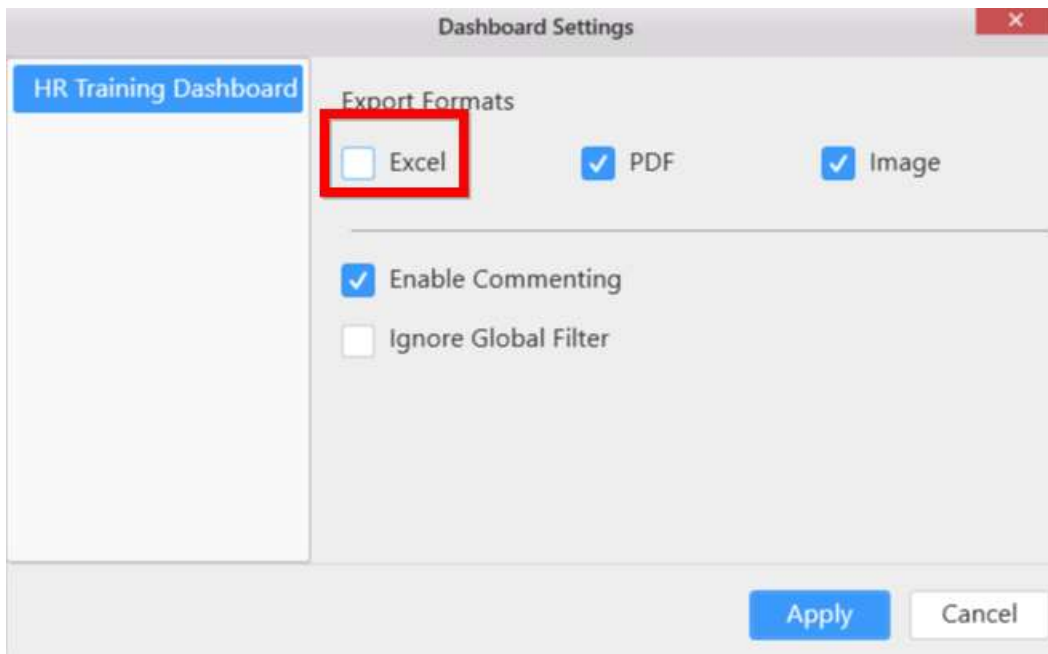 Dashboard Settings
HR Training Dashboard
Export Formats
Excel PDF Image
Enable Commenting
Ignore Global Filter
Apply Cancel